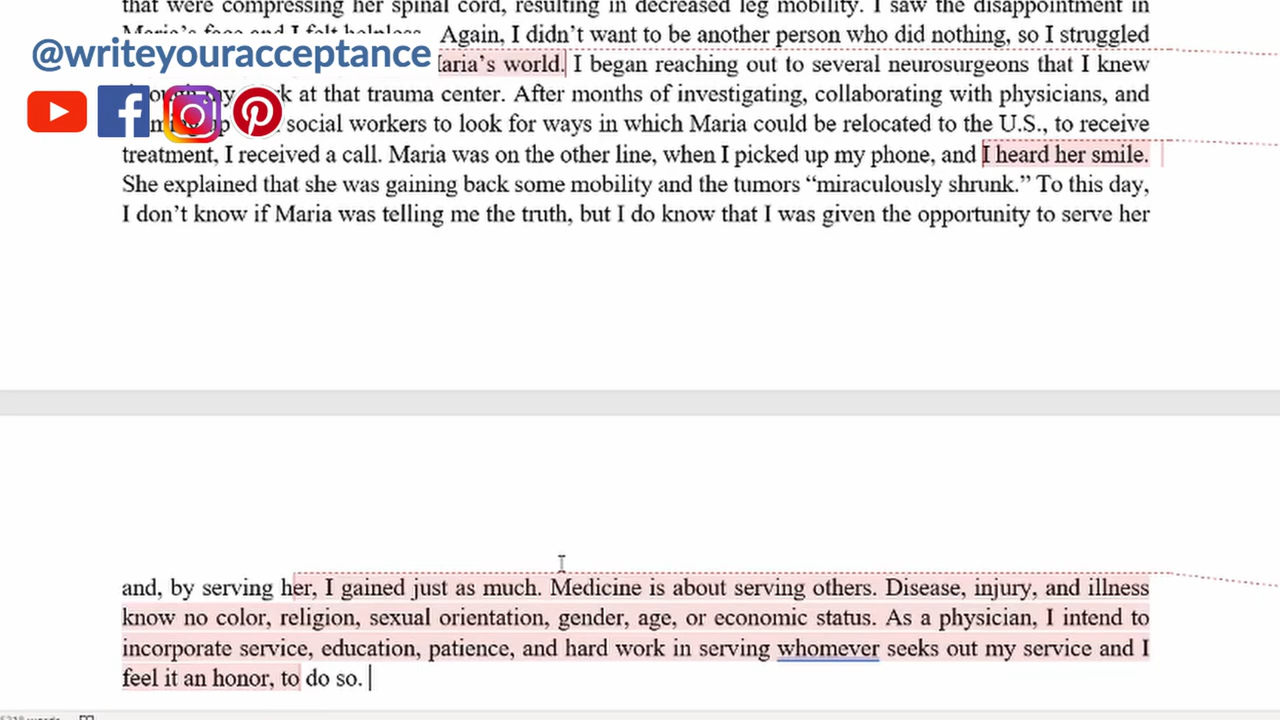 that were compressing her spinal cord, resulting in decreased leg mobility. I saw the disappointment in
Maria's face and I felt helpless. Again, I didn't want to be another person who did nothing, so I struggled
@writeyouracceptance
aria's world. I began reaching out to several neurosurgeons that I knew
my k at that trauma center. After months of investigating, collaborating with physicians, and
up social workers to look for ways in which Maria could be relocated to the U.S., to receive
treatment, I received a call. Maria was on the other line, when I picked up my phone, and I heard her smile.
She explained that she was gaining back some mobility and the tumors “miraculously shrunk.” To this day,
I don't know if Maria was telling me the truth, but I do know that I was given the opportunity to serve her
and, by serving her, I gained just as much. Medicine is about serving others. Disease, injury, and illness
know no color, religion, sexual orientation, gender, age, or economic status. As a physician, I intend to
incorporate service, education, patience, and hard work in serving whomever seeks out my service and I
feel it an honor, to do so.